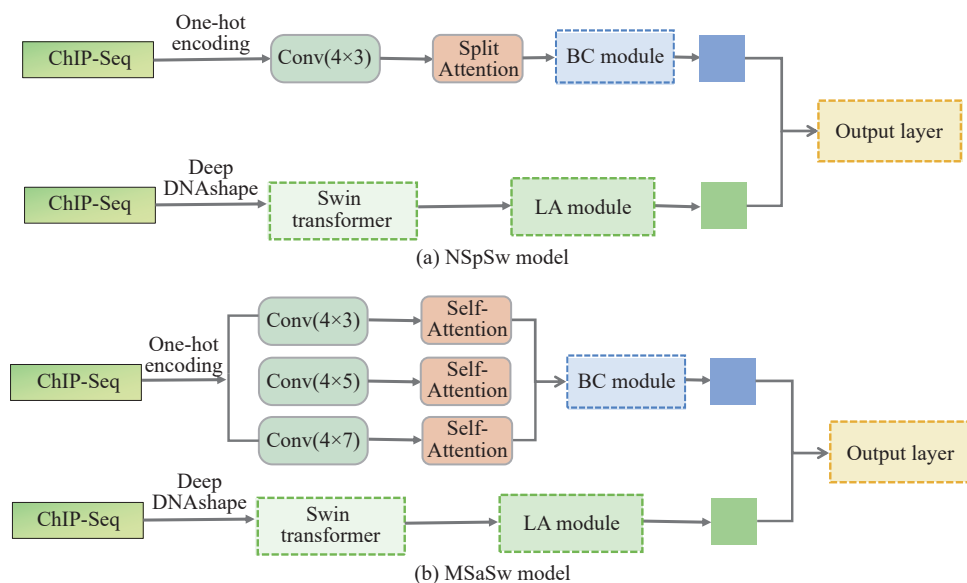 ChIP-Seq
One-hot
encoding
Conv(4×3)
Split
Attention
BC module
Output layer
ChIP-Seq
Deep
DNAshape
Swin
transformer
LA module
(a) NSpSw model
ChIP-Seq
One-hot
encoding
Conv(4×3)
Self-
Attention
Conv(4×5)
Self-
Attention
Conv(4×7)
Self-
Attention
BC module
Output layer
ChIP-Seq
Deep
DNAshape
Swin
transformer
LA module
(b) MSaSw model